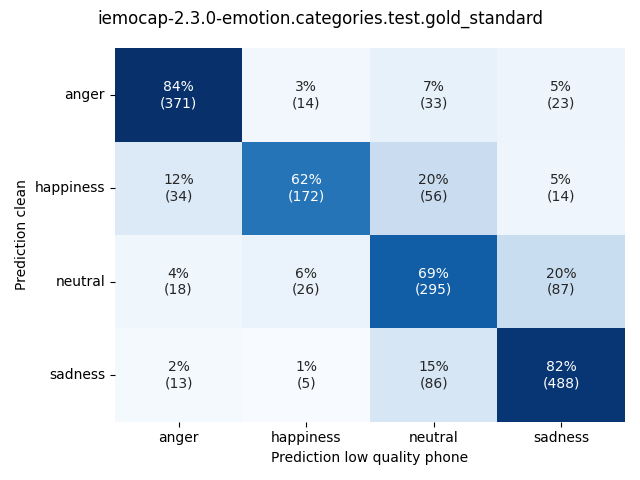 iemocap-2.3.0-emotion.categories.test.gold_standard
Prediction clean
anger
84%
(371)
3%
(14)
7%
(33)
5%
(23)
happiness
12%
(34)
62%
(172)
20%
(56)
5%
(14)
neutral
4%
(18)
6%
(26)
69%
(295)
20%
(87)
sadness
2%
(13)
1%
(5)
15%
(86)
82%
(488)
anger
happiness
neutral
sadness
Prediction low quality phone